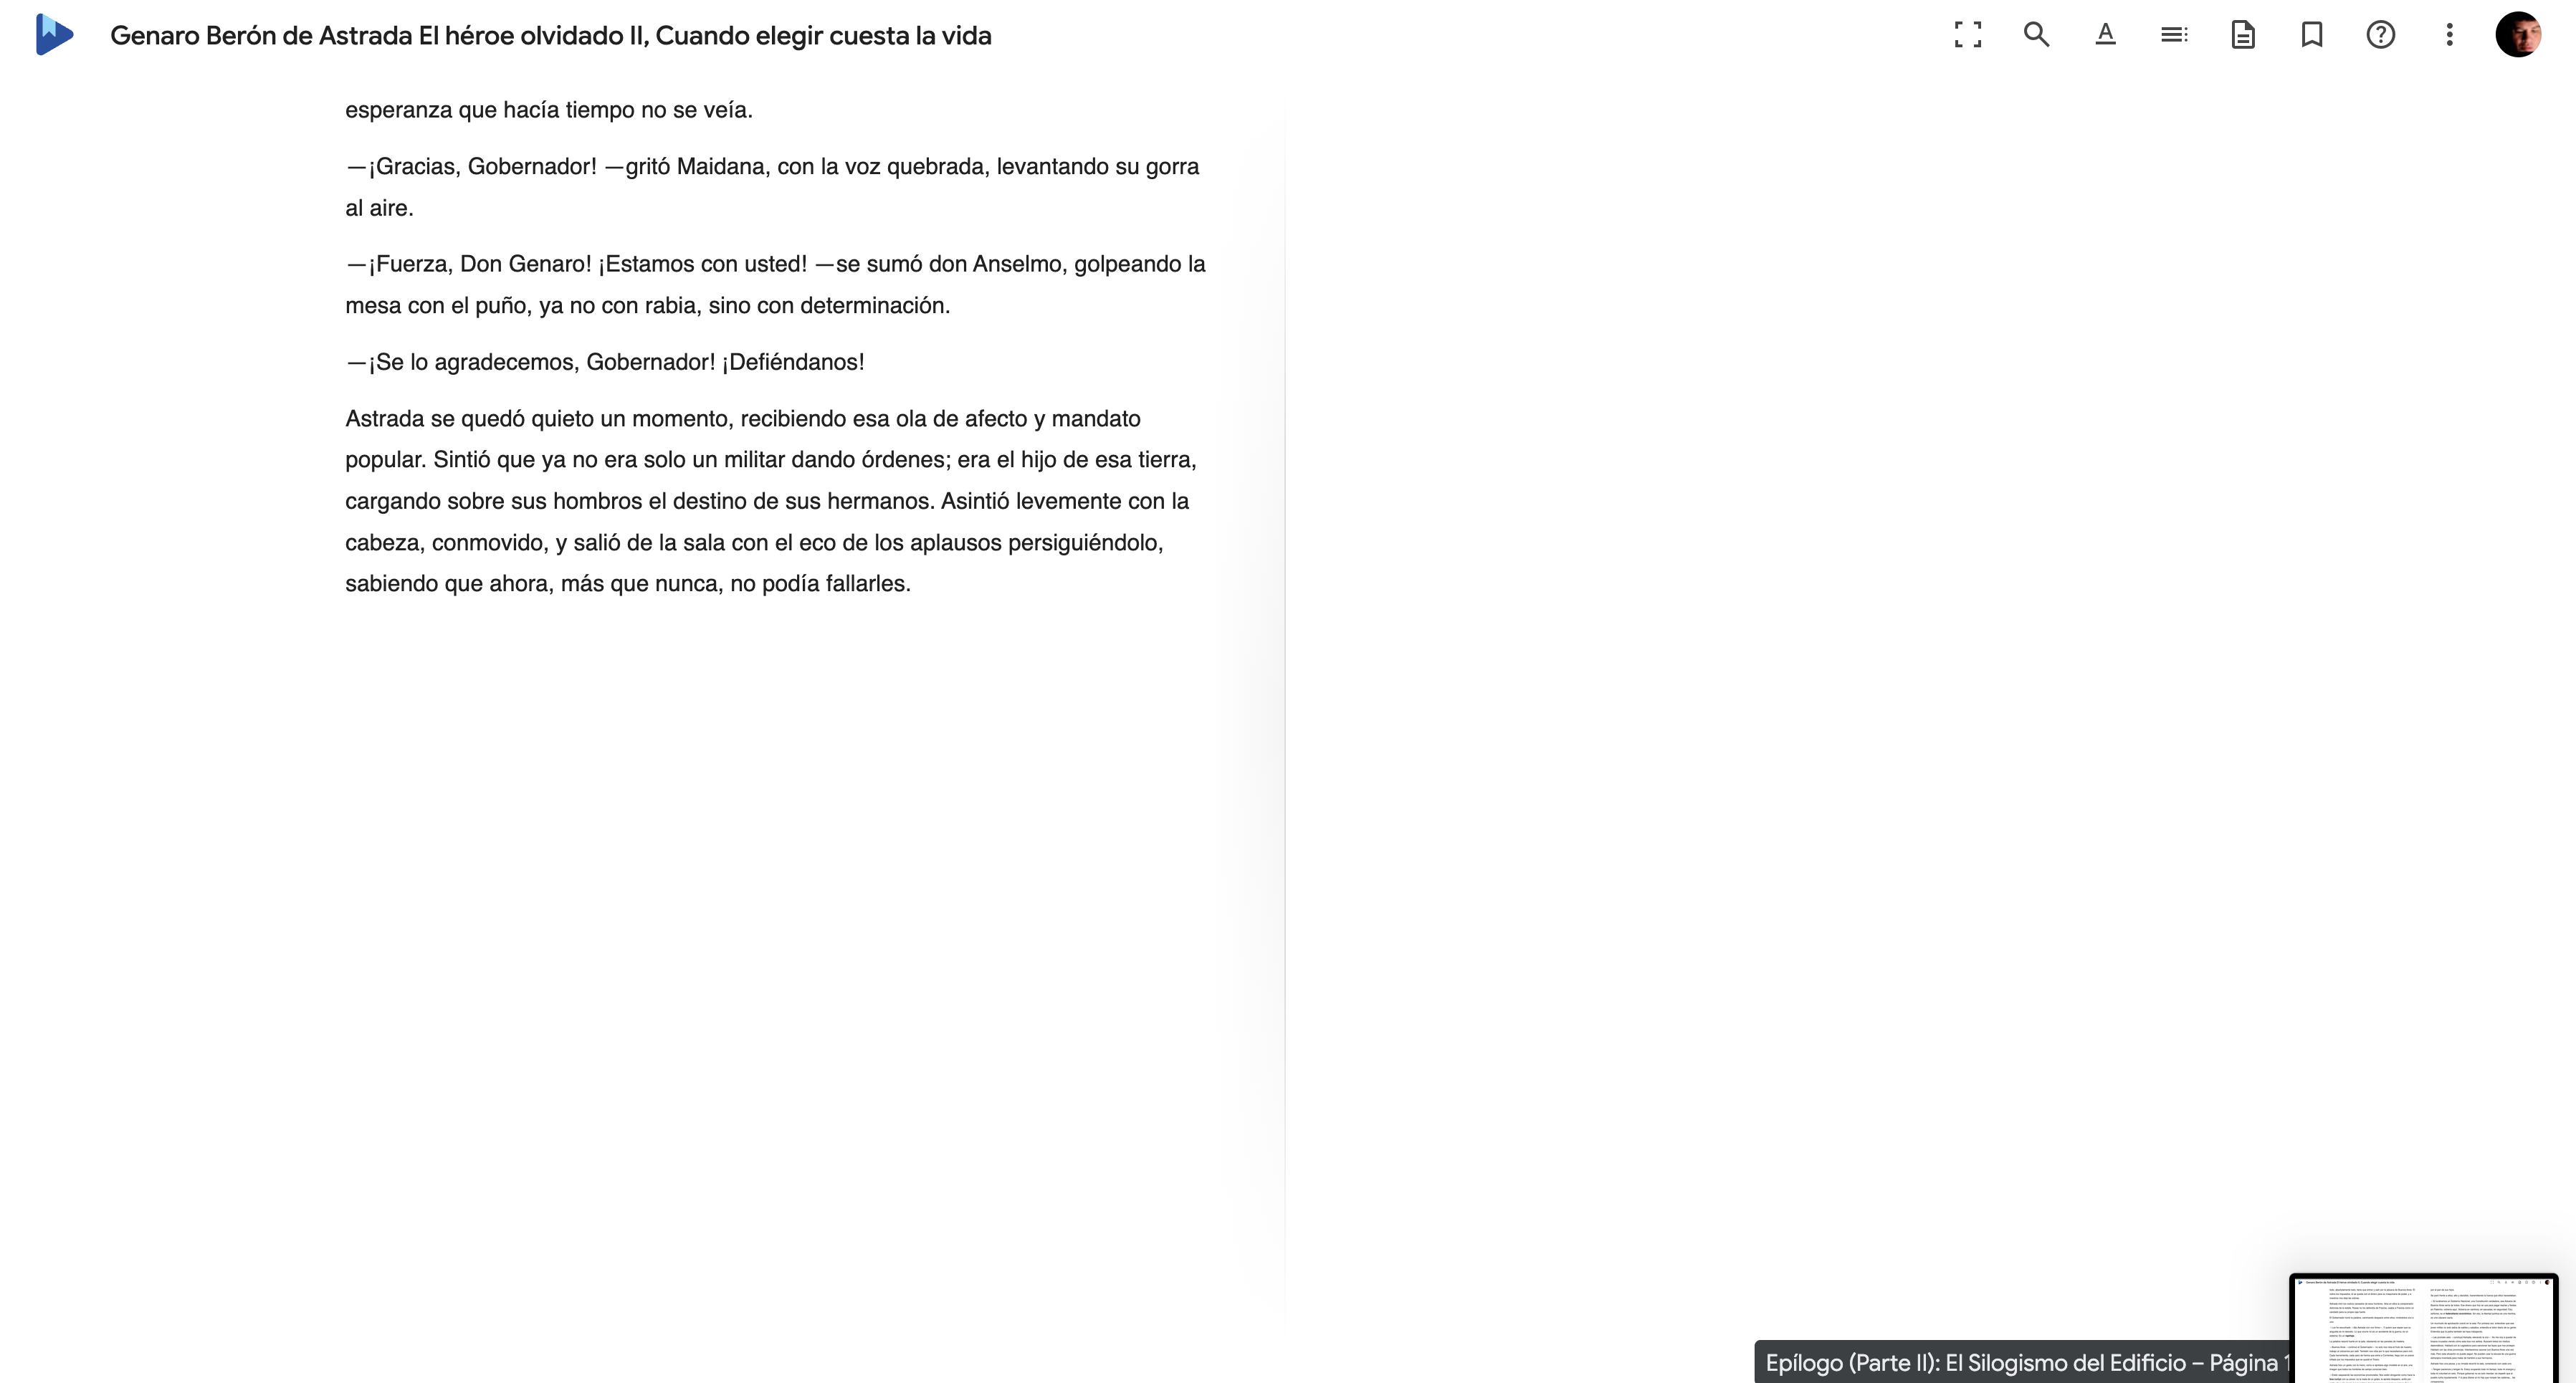 Genaro Berón de Astrada El héroe olvidado II, Cuando elegir cuesta la vida
esperanza que hacía tiempo no se veía.
—¡Gracias, Gobernador! —gritó Maidana, con la voz quebrada, levantando su gorra
al aire.
—¡Fuerza, Don Genaro! ¡Estamos con usted! —se sumó don Anselmo, golpeando la
mesa con el puño, ya no con rabia, sino con determinación.
—¡Se lo agradecemos, Gobernador! ¡Defiéndanos!
Astrada se quedó quieto un momento, recibiendo esa ola de afecto y mandato
popular. Sintió que ya no era solo un militar dando órdenes; era el hijo de esa tierra,
cargando sobre sus hombros el destino de sus hermanos. Asintió levemente con la
cabeza, conmovido, y salió de la sala con el eco de los aplausos persiguiéndolo,
sabiendo que ahora, más que nunca, no podía fallarles.
Epílogo (Parte II): El Silogismo del Edificio – Página 1